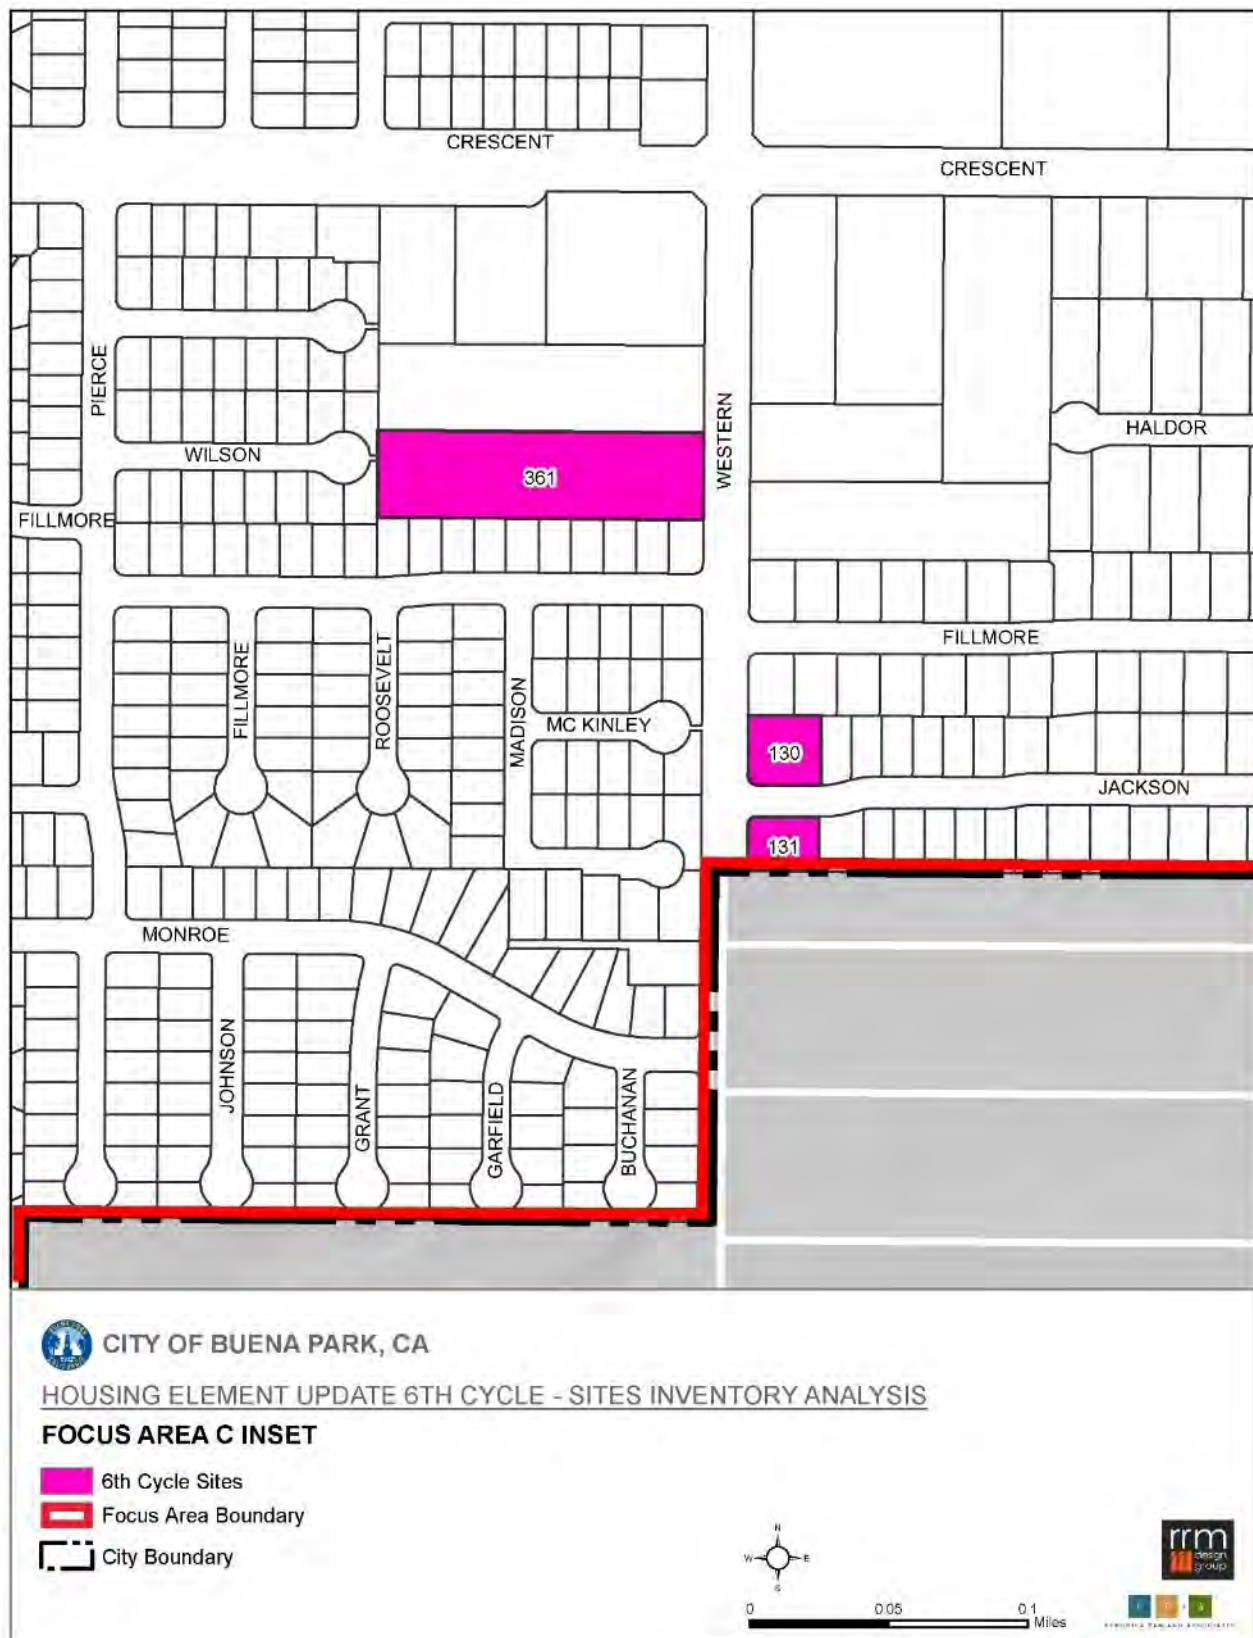 CRESCENT
CRESCENT
PIERCE
WILSON
WESTERN
HALDOR
361
FILLMORE
FILLMORE
FILLMORE
ROOSEVELT
MADISON
MC KINLEY
130
JACKSON
131
MONROE
JOHNSON
GRANT
GARFIELD
BUCHANAN
CITY OF BUENA PARK, CA
HOUSING ELEMENT UPDATE 6TH CYCLE - SITES INVENTORY ANALYSIS
FOCUS AREA C INSET
6th Cycle Sites
Focus Area Boundary
City Boundary
N
W E
S
0 0.05 0.1
Miles
rrm
design
group